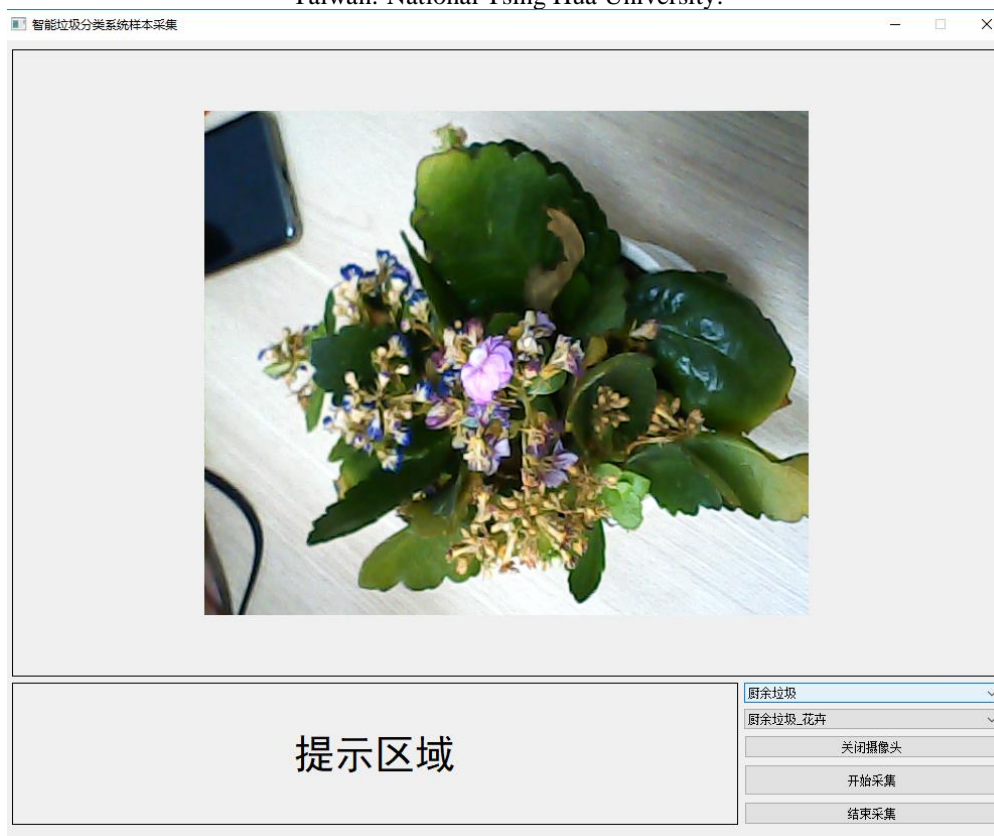 Taiwan: National Tsing Hua University.
智能垃圾分类系统样本采集
厨余垃圾
厨余垃圾_花卉
关闭摄像头
提示区域
开始采集
结束采集